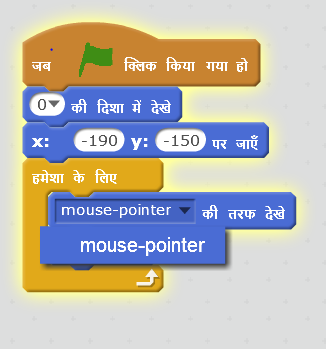 जब क्लिक किया गया हो
0 की दिशा में देखे
x: -190 y: -150 पर जाएँ
हमेशा के लिए
mouse-pointer की तरफ देखे
mouse-pointer